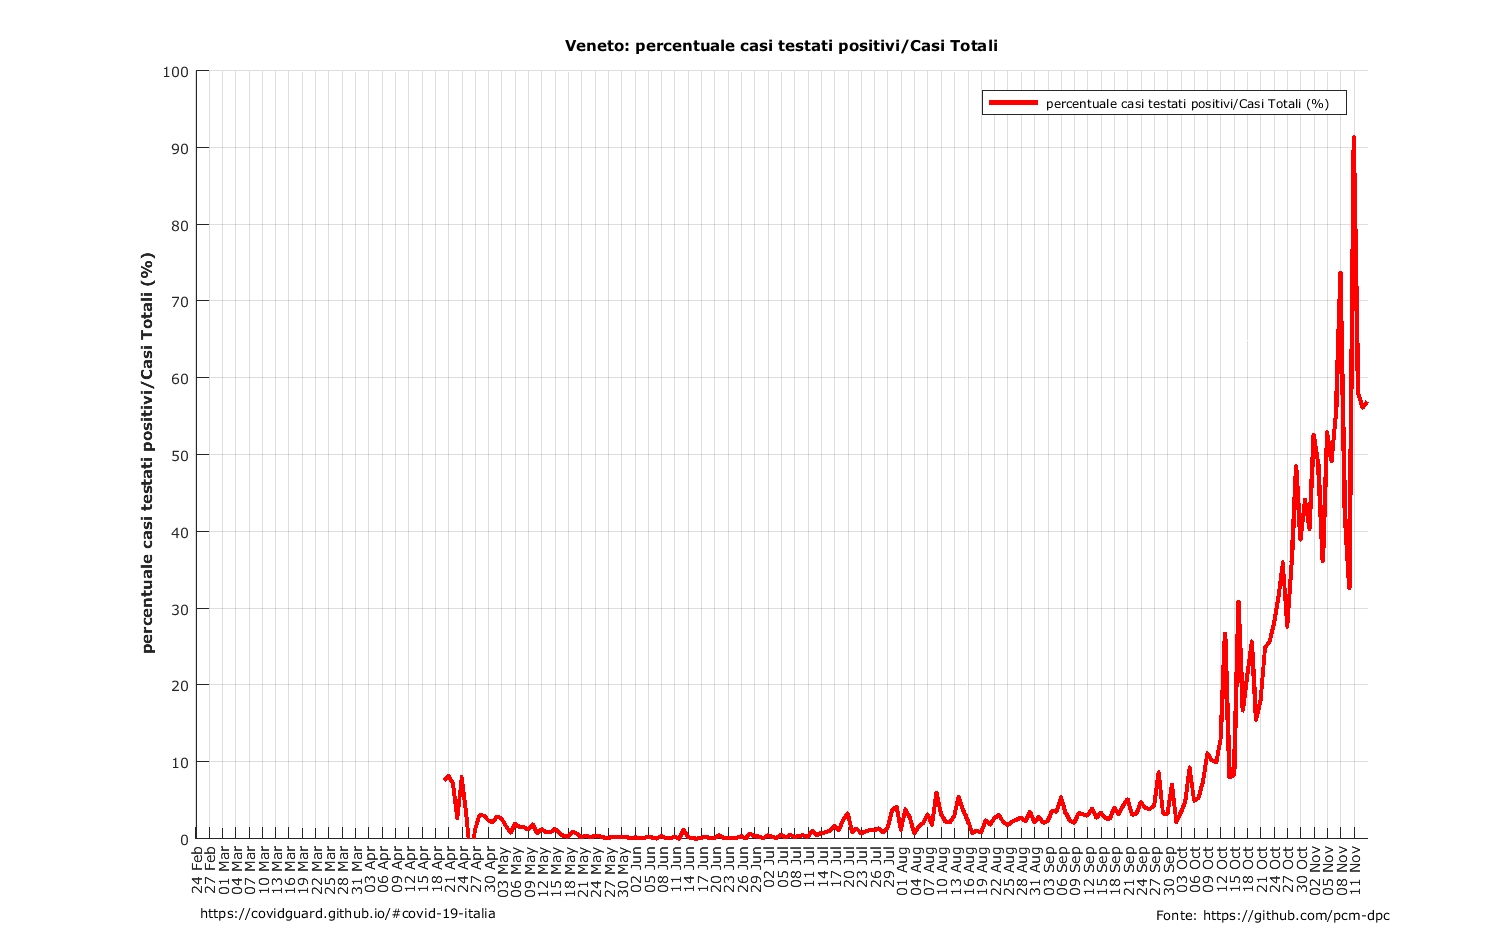 Veneto: percentuale casi testati positivi/Casi Totali
percentuale casi testati positivi/Casi Totali (%)
percentuale casi testati positivi/Casi Totali (%)
100
90
80
70
60
50
40
30
20
10
0
24 Feb
27 Feb
01 Mar
04 Mar
07 Mar
10 Mar
13 Mar
16 Mar
19 Mar
22 Mar
25 Mar
28 Mar
31 Mar
03 Apr
06 Apr
09 Apr
12 Apr
15 Apr
18 Apr
21 Apr
24 Apr
27 Apr
30 Apr
03 May
06 May
09 May
12 May
15 May
18 May
21 May
24 May
27 May
30 May
02 Jun
05 Jun
08 Jun
11 Jun
14 Jun
17 Jun
20 Jun
23 Jun
26 Jun
29 Jun
02 Jul
05 Jul
08 Jul
11 Jul
14 Jul
17 Jul
20 Jul
23 Jul
26 Jul
29 Jul
01 Aug
04 Aug
07 Aug
10 Aug
13 Aug
16 Aug
19 Aug
22 Aug
25 Aug
28 Aug
31 Aug
03 Sep
06 Sep
09 Sep
12 Sep
15 Sep
18 Sep
21 Sep
24 Sep
27 Sep
30 Sep
03 Oct
06 Oct
09 Oct
12 Oct
15 Oct
18 Oct
21 Oct
24 Oct
27 Oct
30 Oct
02 Nov
05 Nov
08 Nov
11 Nov
https://covidguard.github.io/#covid-19-italia
Fonte: https://github.com/pcm-dpc